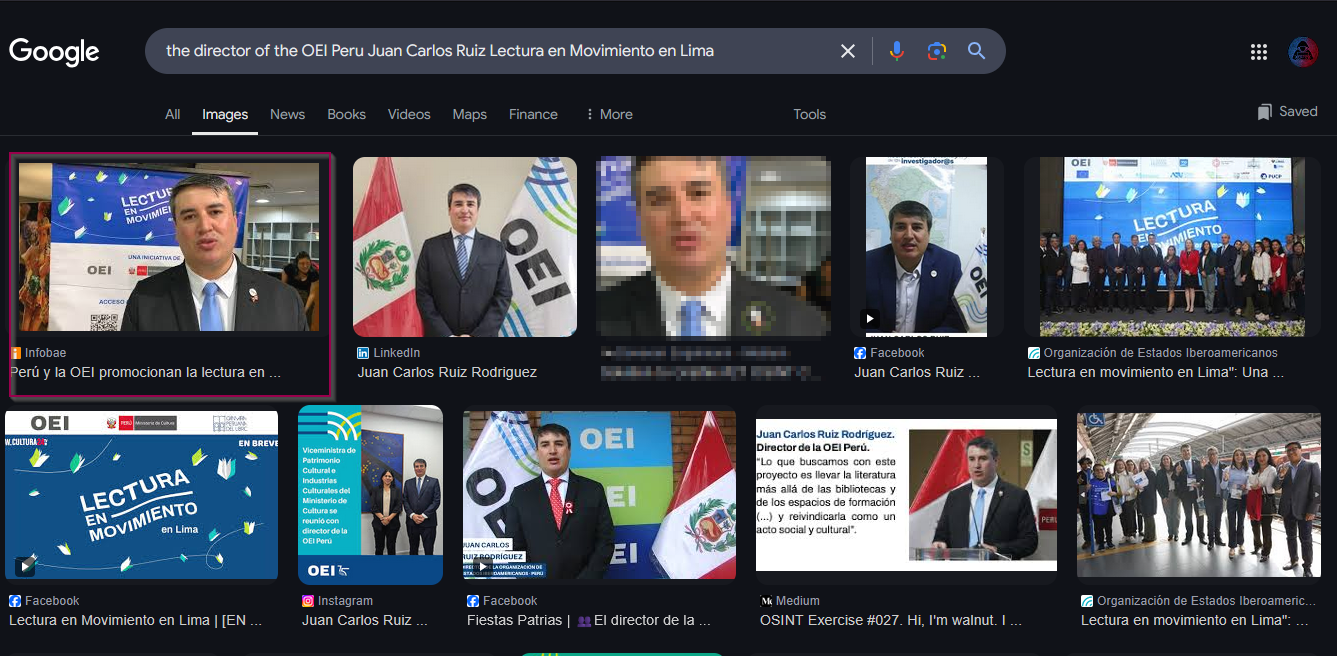 Google
the director of the OEI Peru Juan Carlos Ruiz Lectura en Movimiento en Lima
All Images News Books Videos Maps Finance More Tools
Saved
LECTURA
EN
MOVIMIENTO
UNA INICIATIVA DE
OEI
ACCESO
Infobae
Perú y la OEI promocionan la lectura en ...
OEI
LinkedIn
Juan Carlos Ruiz Rodriguez
investigador@s
OEI
Facebook
Juan Carlos Ruiz ...
OEI
PUCP
LECTURA
EN
MOVIMIENTO
Organización de Estados Iberoamericanos
Lectura en movimiento en Lima": Una ...
OEI
PERÚ Ministerio de Cultura
CÁMARA
PERUANA
DEL LIBRO
W.CULTURA
EN BREVE
LECTURA
EN
MOVIMIENTO
en Lima
Facebook
Lectura en Movimiento en Lima | [EN ...
Viceministra de
Patrimonio
Cultural e
Industrias
Culturales del
Ministerio de
Cultura se
reunió con
director de la
OEI Perú
OEI
Instagram
Juan Carlos Ruiz ...
OEI
JUAN CARLOS
RUIZ RODRÍGUEZ
Facebook
Fiestas Patrias | 👥El director de la ...
Juan Carlos Ruiz Rodríguez.
Director de la OEI Perú.
"Lo que buscamos con este
proyecto es llevar la literatura
más allá de las bibliotecas y
de los espacios de formación
(...) y reivindicarla como un
acto social y cultural".
PERÚ
Medium
OSINT Exercise #027. Hi, I'm walnut. I ...
Organización de Estados Iberoameric...
Lectura en movimiento en Lima": ...